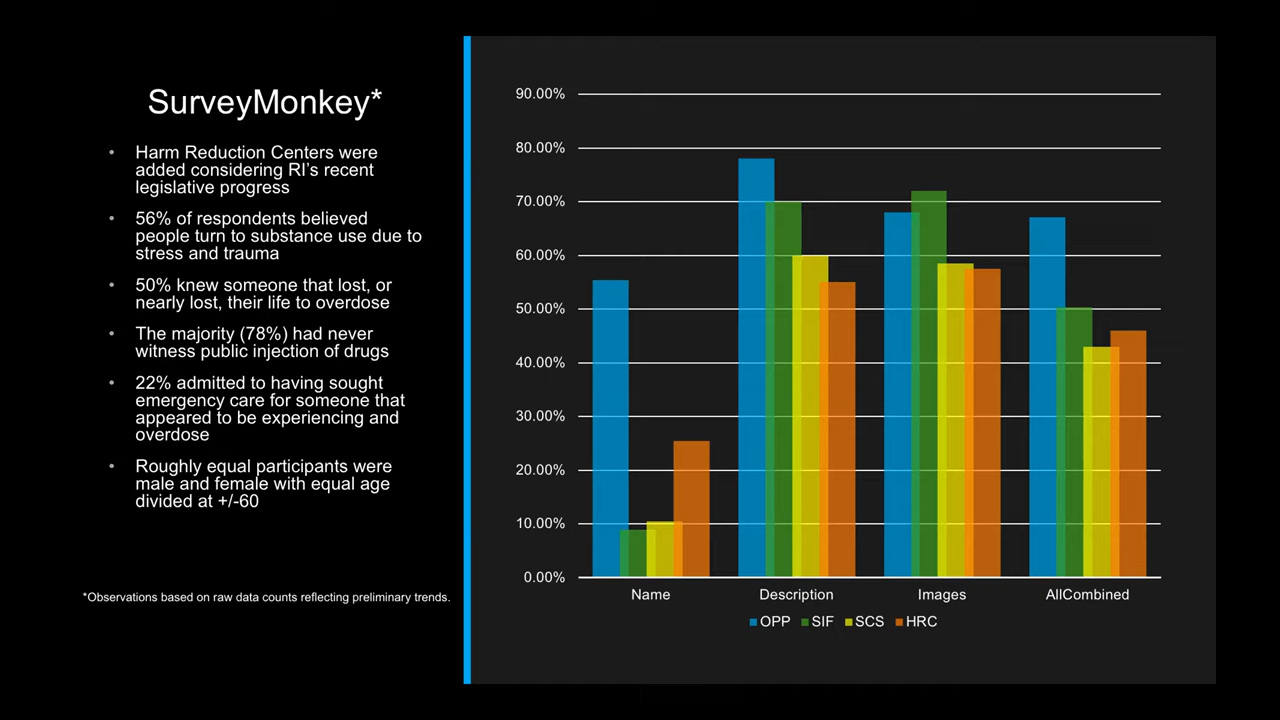 SurveyMonkey*
• Harm Reduction Centers were
added considering RI's recent
legislative progress
• 56% of respondents believed
people turn to substance use due to
stress and trauma
• 50% knew someone that lost, or
nearly lost, their life to overdose
• The majority (78%) had never
witness public injection of drugs
• 22% admitted to having sought
emergency care for someone that
appeared to be experiencing and
overdose
• Roughly equal participants were
male and female with equal age
divided at +/-60
*Observations based on raw data counts reflecting preliminary trends.
90.00%
80.00%
70.00%
60.00%
50.00%
40.00%
30.00%
20.00%
10.00%
0.00%
Name Description Images AllCombined
OPP SIF SCS HRC